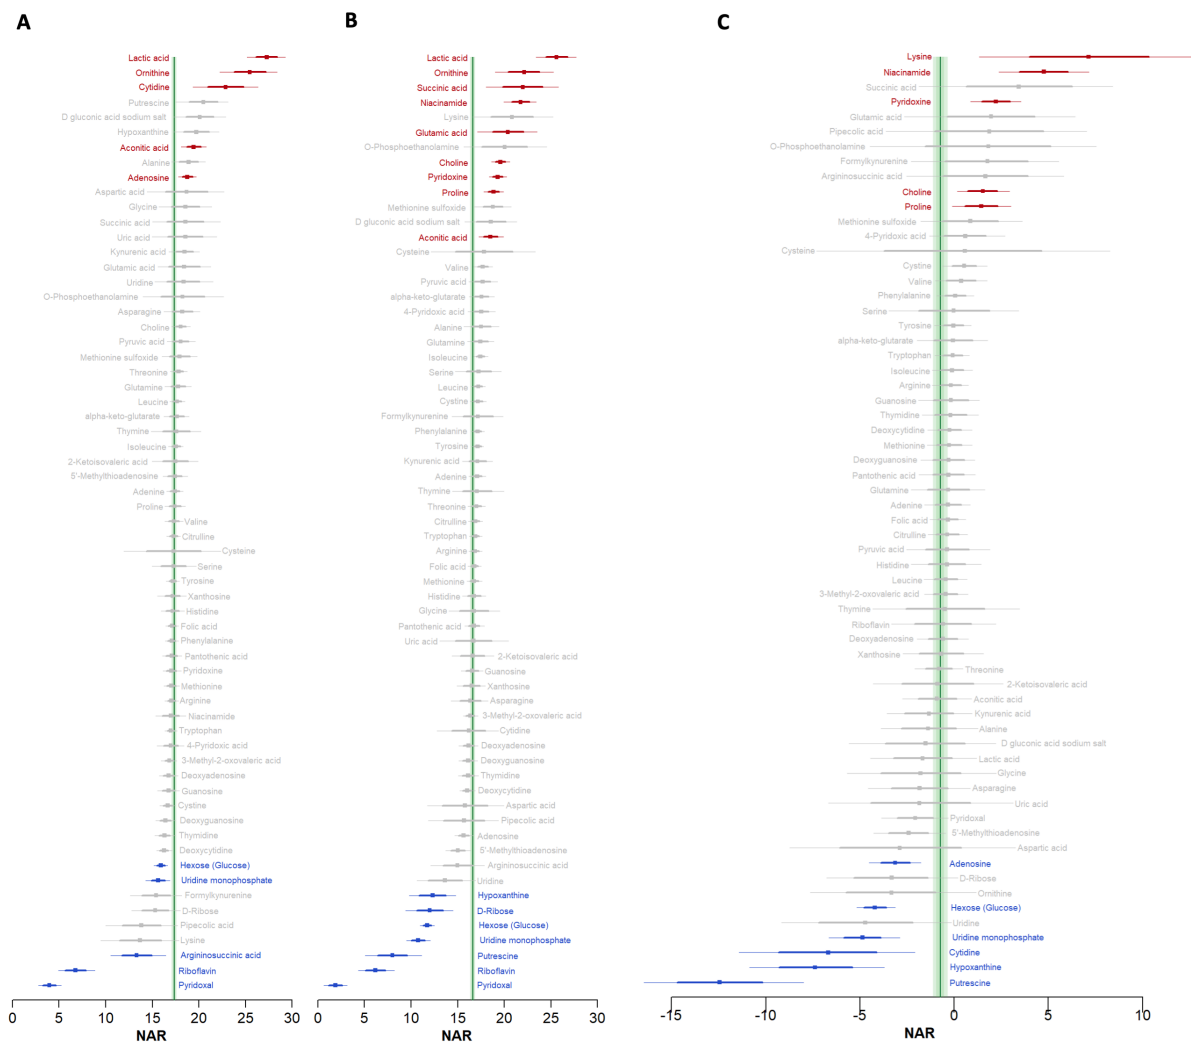 A
Lactic acid
Ornithine
Cytidine
Putrescine
D gluconic acid sodium salt
Hypoxanthine
Aconitic acid
Alanine
Adenosine
Aspartic acid
Glycine
Succinic acid
Uric acid
Kynurenic acid
Glutamic acid
Uridine
O-Phosphoethanolamine
Asparagine
Choline
Pyruvic acid
Methionine sulfoxide
Threonine
Glutamine
Leucine
alpha-keto-glutarate
Thymine
Isoleucine
2-Ketoisovaleric acid
5'-Methylthioadenosine
Adenine
Proline
Valine
Citrulline
Cysteine
Serine
Tyrosine
Xanthosine
Histidine
Folic acid
Phenylalanine
Pantothenic acid
Pyridoxine
Methionine
Arginine
Niacinamide
Tryptophan
4-Pyridoxic acid
3-Methyl-2-oxovaleric acid
Deoxyadenosine
Guanosine
Cystine
Deoxyguanosine
Thymidine
Deoxycytidine
Hexose (Glucose)
Uridine monophosphate
Formylkynurenine
D-Ribose
Pipecolic acid
Lysine
Argininosuccinic acid
Riboflavin
Pyridoxal
0 5 10 15 20 25 30
NAR
B
Lactic acid
Ornithine
Succinic acid
Niacinamide
Lysine
Glutamic acid
O-Phosphoethanolamine
Choline
Pyridoxine
Proline
Methionine sulfoxide
D gluconic acid sodium salt
Aconitic acid
Cysteine
Valine
Pyruvic acid
alpha-keto-glutarate
4-Pyridoxic acid
Alanine
Glutamine
Isoleucine
Serine
Leucine
Cystine
Formylkynurenine
Phenylalanine
Tyrosine
Kynurenic acid
Adenine
Thymine
Threonine
Citrulline
Tryptophan
Arginine
Folic acid
Methionine
Histidine
Glycine
Pantothenic acid
Uric acid
2-Ketoisovaleric acid
Guanosine
Xanthosine
Asparagine
3-Methyl-2-oxovaleric acid
Cytidine
Deoxyadenosine
Deoxyguanosine
Thymidine
Deoxycytidine
Aspartic acid
Pipecolic acid
Adenosine
5'-Methylthioadenosine
Argininosuccinic acid
Uridine
Hypoxanthine
D-Ribose
Hexose (Glucose)
Uridine monophosphate
Putrescine
Riboflavin
Pyridoxal
0 5 10 15 20 25 30
NAR
C
Lysine
Niacinamide
Succinic acid
Pyridoxine
Glutamic acid
Pipecolic acid
O-Phosphoethanolamine
Formylkynurenine
Argininosuccinic acid
Choline
Proline
Methionine sulfoxide
4-Pyridoxic acid
Cysteine
Cystine
Valine
Phenylalanine
Serine
Tyrosine
alpha-keto-glutarate
Tryptophan
Isoleucine
Arginine
Guanosine
Thymidine
Deoxycytidine
Methionine
Deoxyguanosine
Pantothenic acid
Glutamine
Adenine
Folic acid
Citrulline
Pyruvic acid
Histidine
Leucine
3-Methyl-2-oxovaleric acid
Thymine
Riboflavin
Deoxyadenosine
Xanthosine
Threonine
2-Ketoisovaleric acid
Aconitic acid
Kynurenic acid
Alanine
D gluconic acid sodium salt
Lactic acid
Glycine
Asparagine
Uric acid
Pyridoxal
5'-Methylthioadenosine
Aspartic acid
Adenosine
D-Ribose
Ornithine
Hexose (Glucose)
Uridine
Uridine monophosphate
Cytidine
Hypoxanthine
Putrescine
-15 -10 -5 0 5 10
NAR